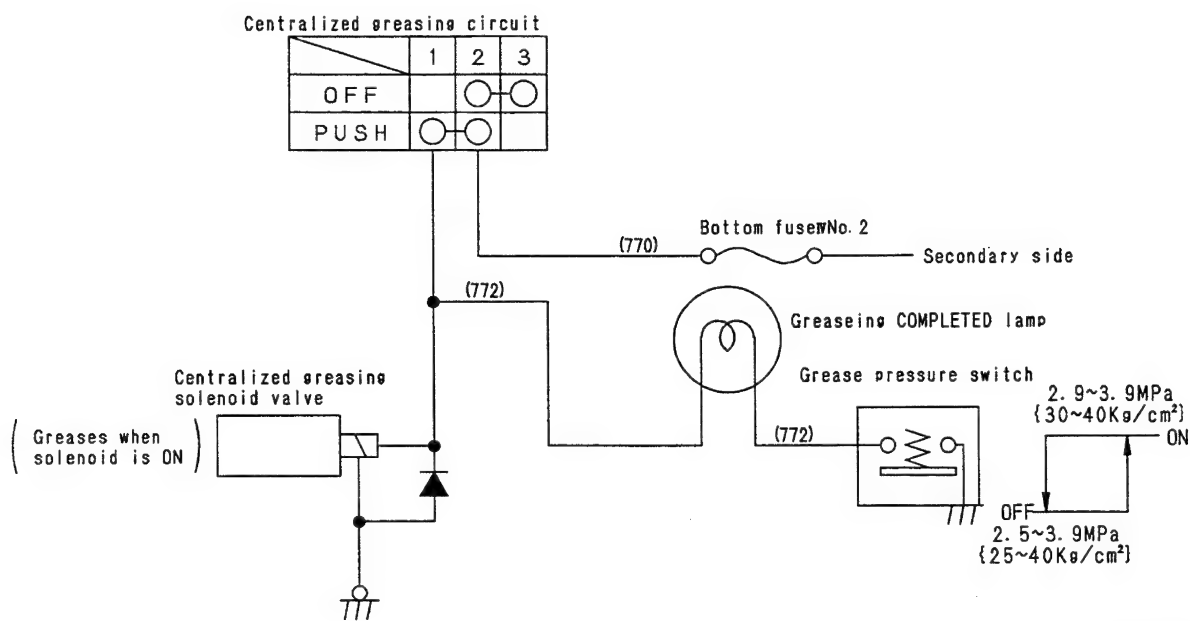 Centralized greasing circuit
1 2 3
OFF
PUSH
(770)
Bottom fusewNo. 2
Secondary side
(772)
Greaseing COMPLETED lamp
Centralized greasing
solenoid valve
(Greases when
solenoid is ON)
Grease pressure switch
(772)
2. 9~3. 9MPa
{30~40Kg/cm²}
ON
OFF
2. 5~3. 9MPa
{25~40Kg/cm²}